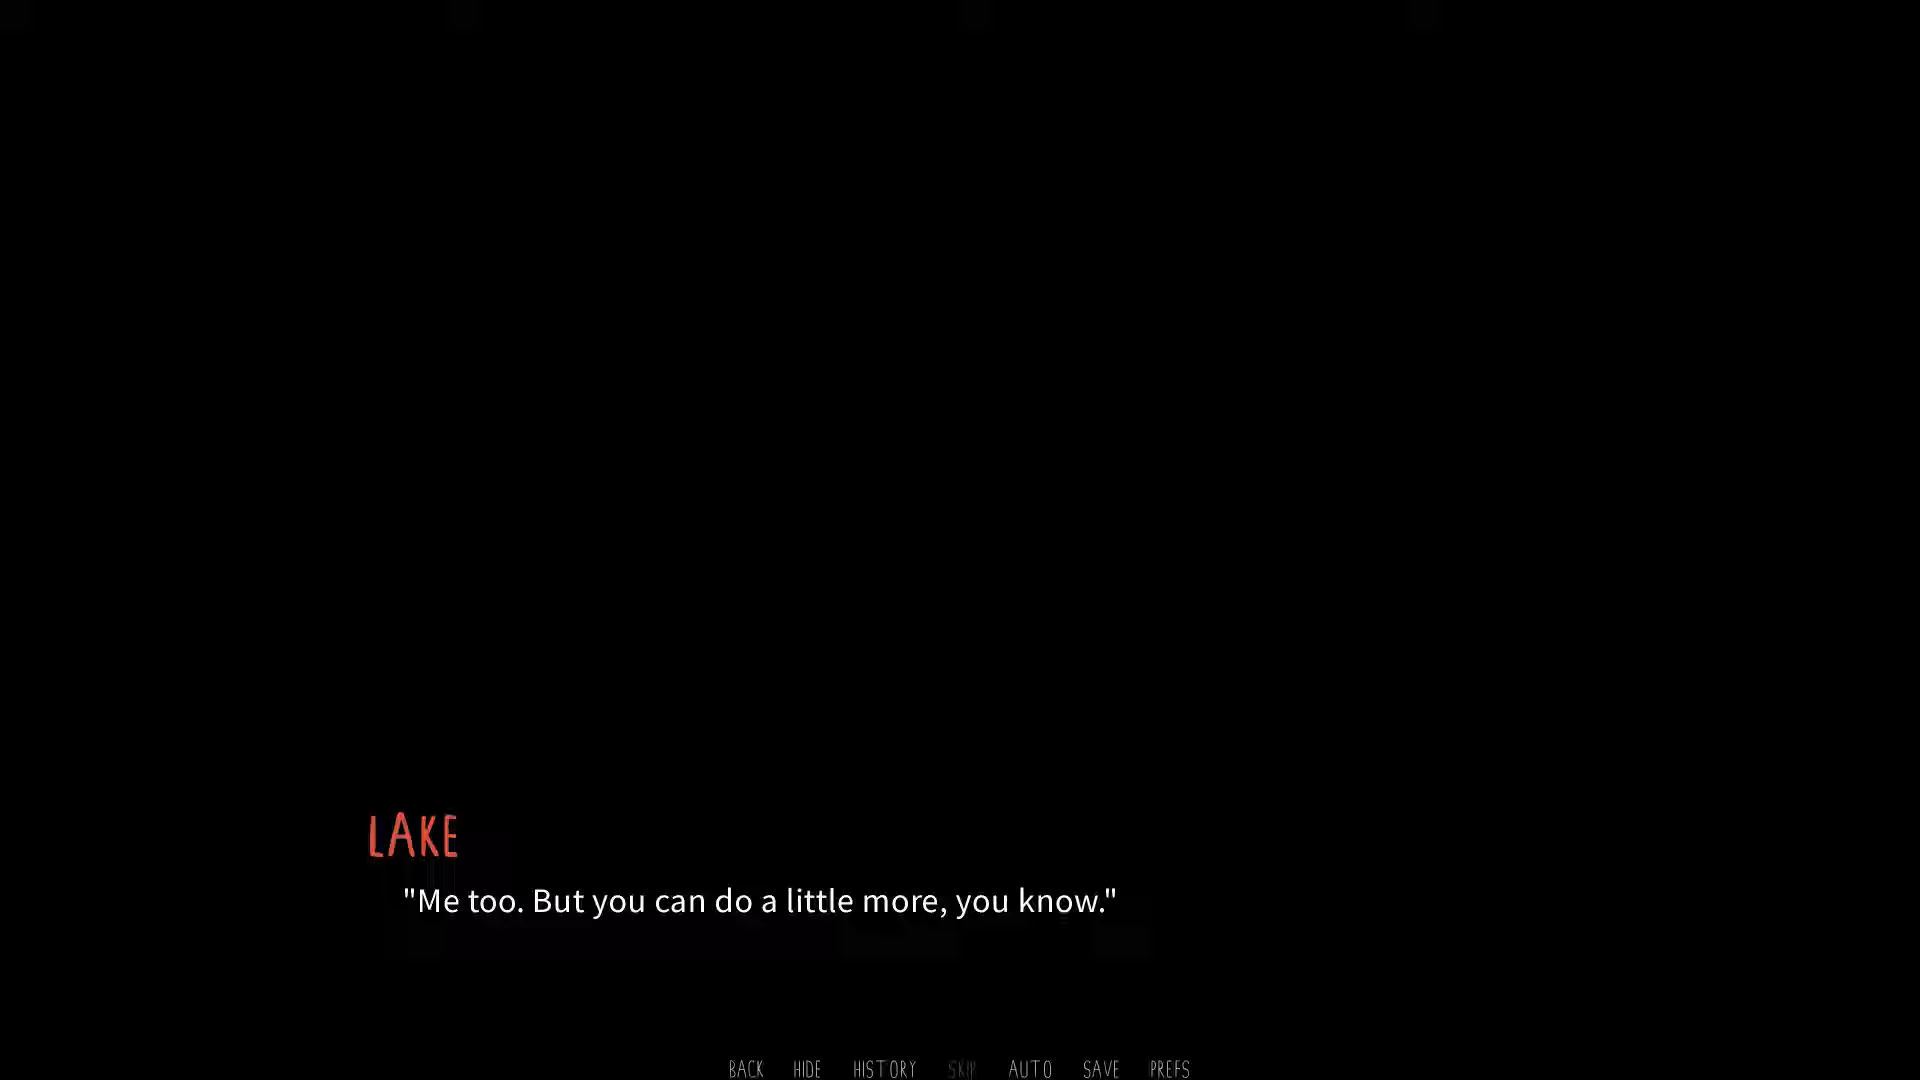 LAKE
"Me too. But you can do a little more, you know."
BACK HIDE HISTORY SKIP AUTO SAVE PREFS